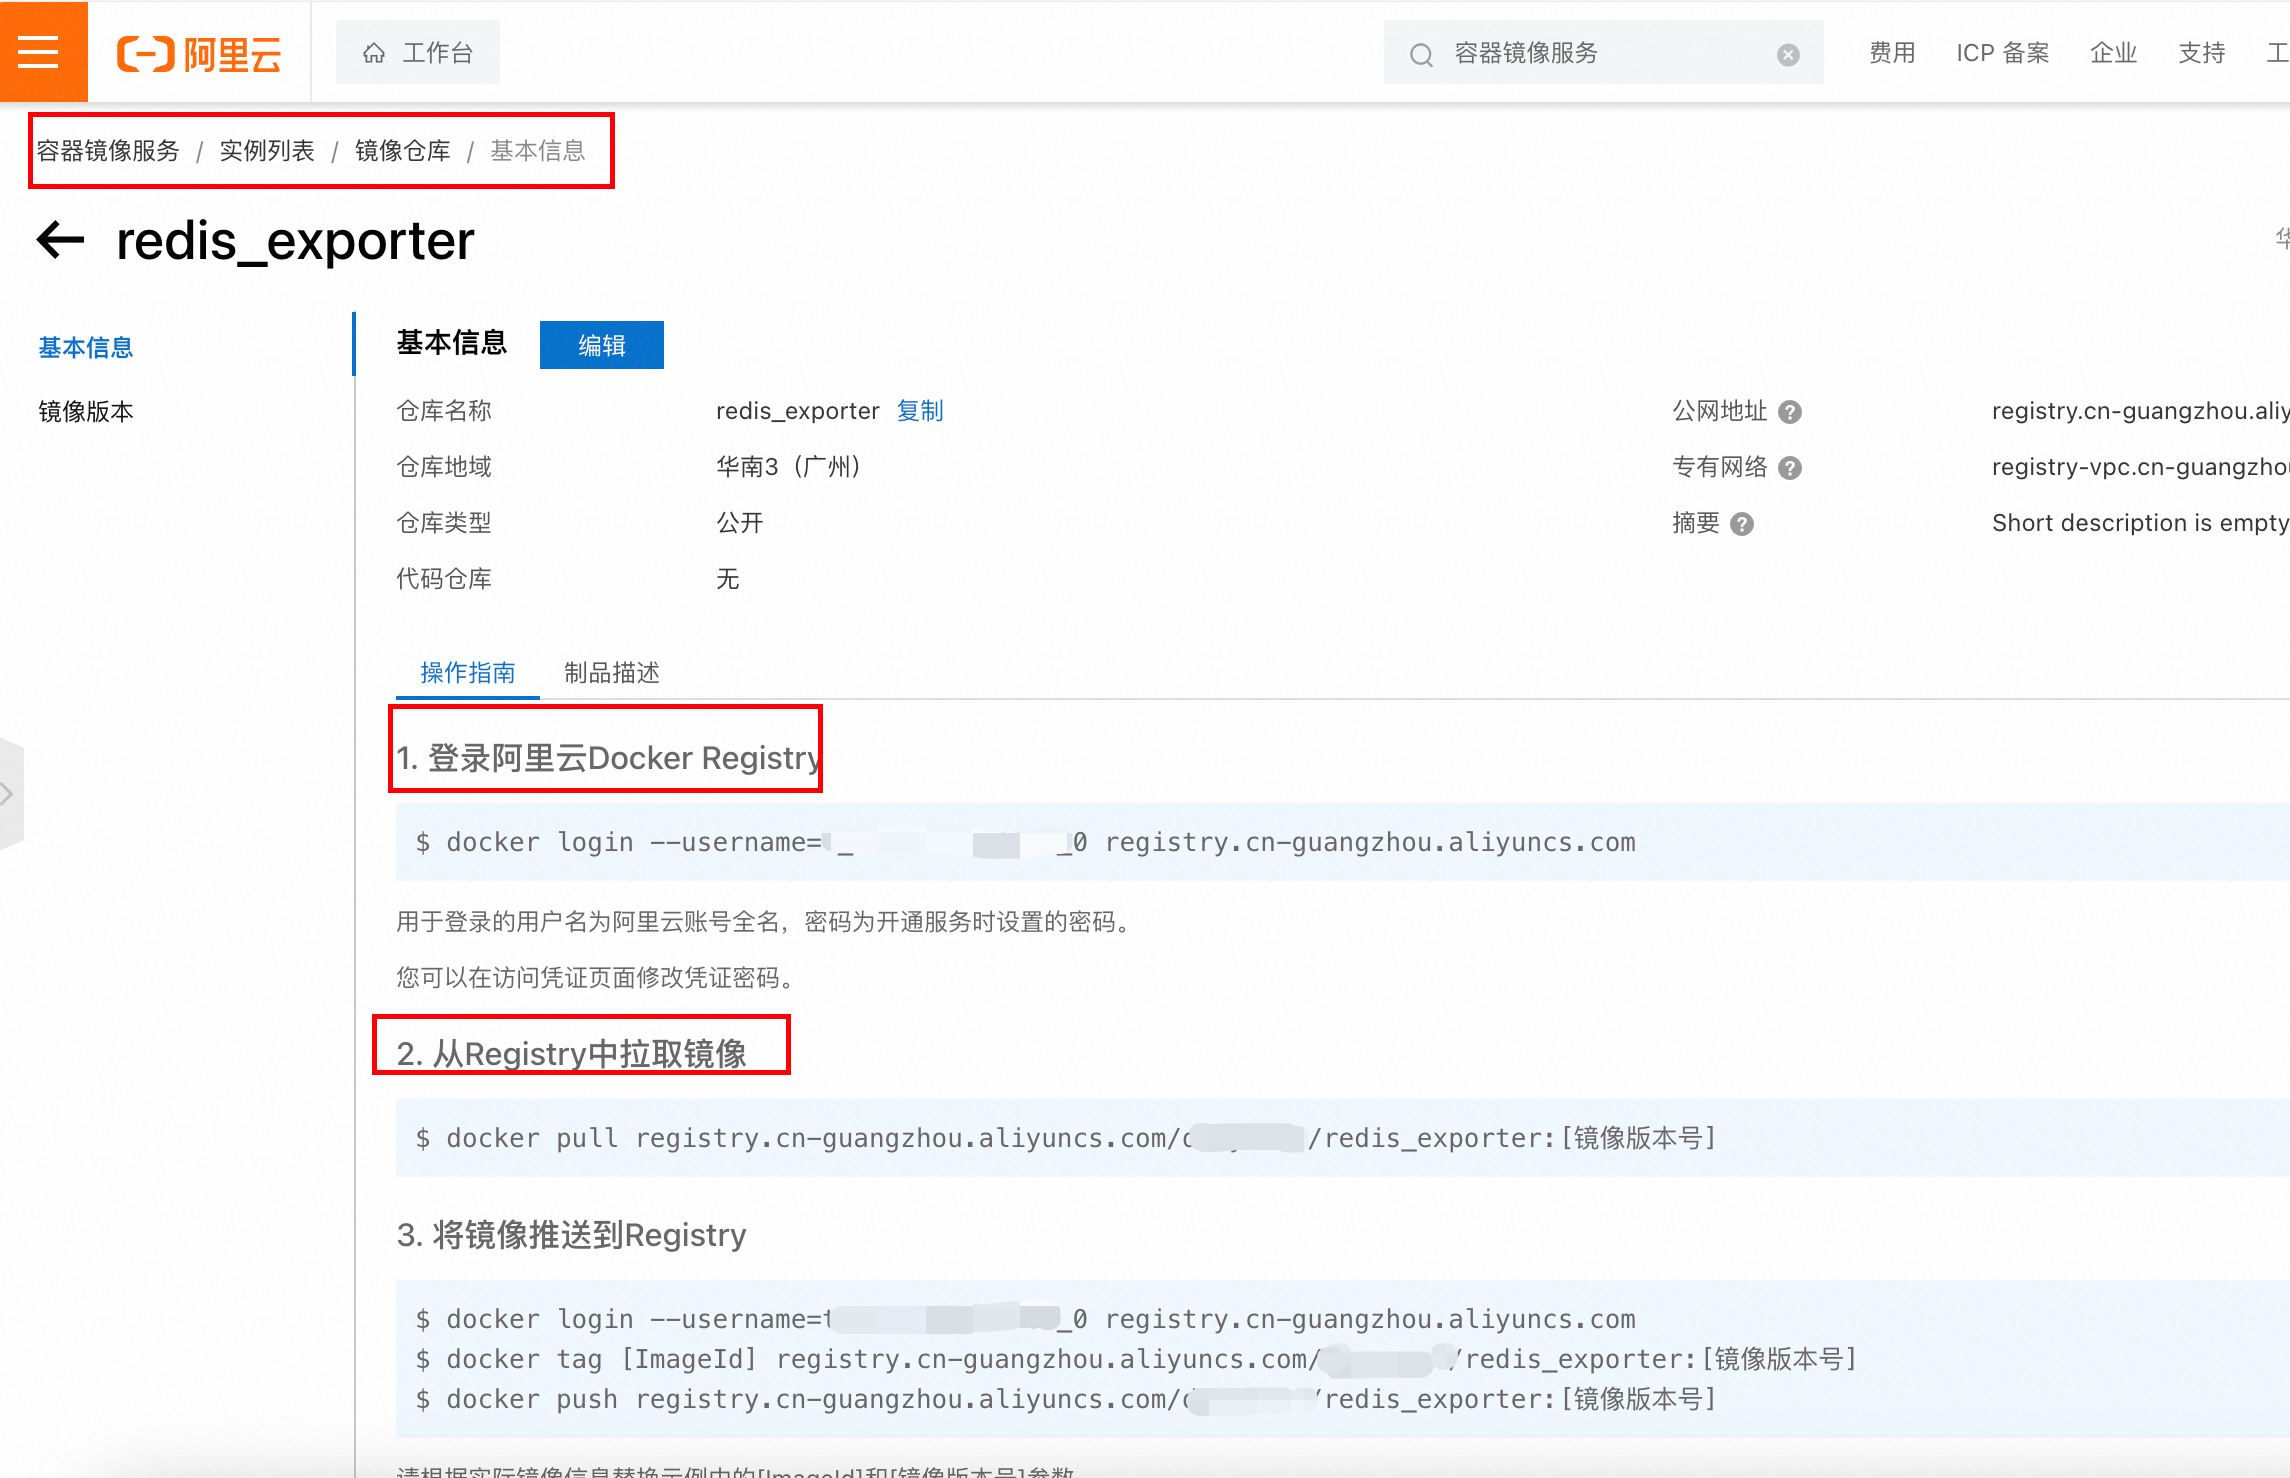 阿里云
工作台
容器镜像服务
费用 ICP 备案 企业 支持 工
容器镜像服务 / 实例列表 / 镜像仓库 / 基本信息
redis_exporter
基本信息
镜像版本
基本信息 编辑
仓库名称 redis_exporter 复制 公网地址 registry.cn-guangzhou.aliy
仓库地域 华南3（广州） 专有网络 registry-vpc.cn-guangzhou
仓库类型 公开 摘要 Short description is empty
代码仓库 无
操作指南 制品描述
1. 登录阿里云Docker Registry
$ docker login --username= _0 registry.cn-guangzhou.aliyuncs.com
用于登录的用户名为阿里云账号全名，密码为开通服务时设置的密码。
您可以在访问凭证页面修改凭证密码。
2. 从Registry中拉取镜像
$ docker pull registry.cn-guangzhou.aliyuncs.com/ /redis_exporter:[镜像版本号]
3. 将镜像推送到Registry
$ docker login --username= _0 registry.cn-guangzhou.aliyuncs.com
$ docker tag [ImageId] registry.cn-guangzhou.aliyuncs.com/ /redis_exporter:[镜像版本号]
$ docker push registry.cn-guangzhou.aliyuncs.com/ /redis_exporter:[镜像版本号]
请根据实际镜像信息替换示例中的[ImageId]和[镜像版本号]参数